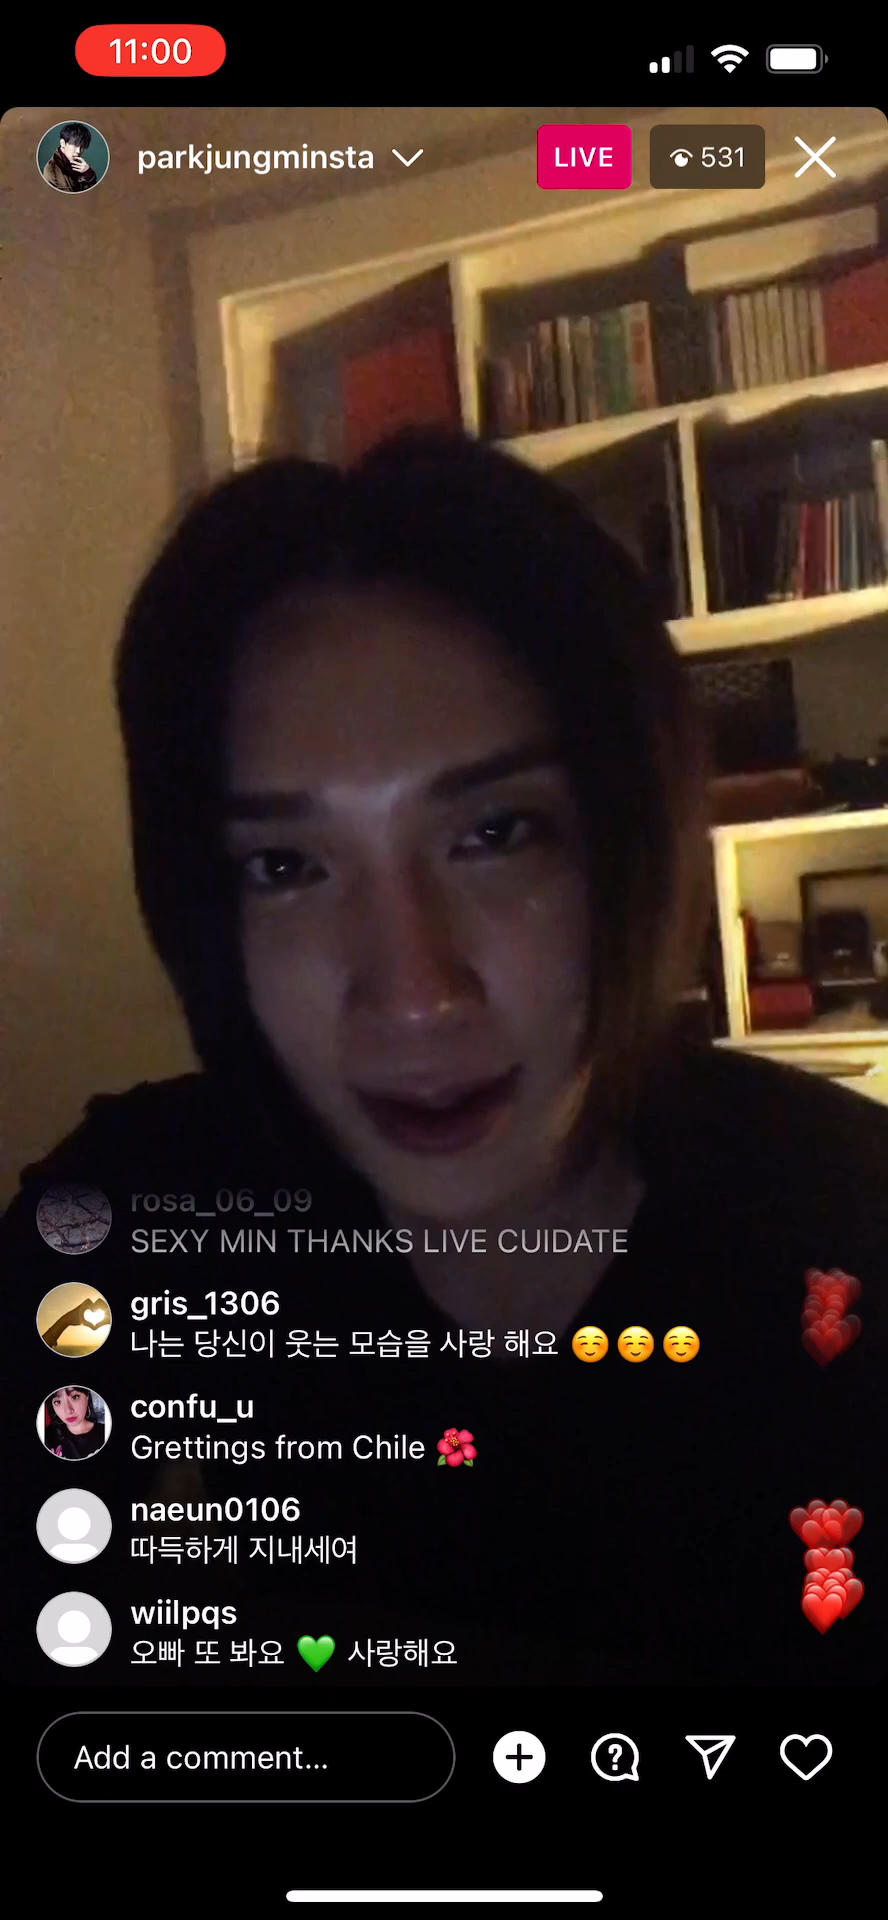 11:00
parkjungminsta
LIVE
531
rosa_06_09
SEXY MIN THANKS LIVE CUIDATE
gris_1306
나는 당신이 웃는 모습을 사랑 해요 ☺️☺️☺️
confu_u
Grettings from Chile 🌺
naeun0106
따득하게 지내세여
wiilpqs
오빠 또 봐요 💚 사랑해요
Add a comment...